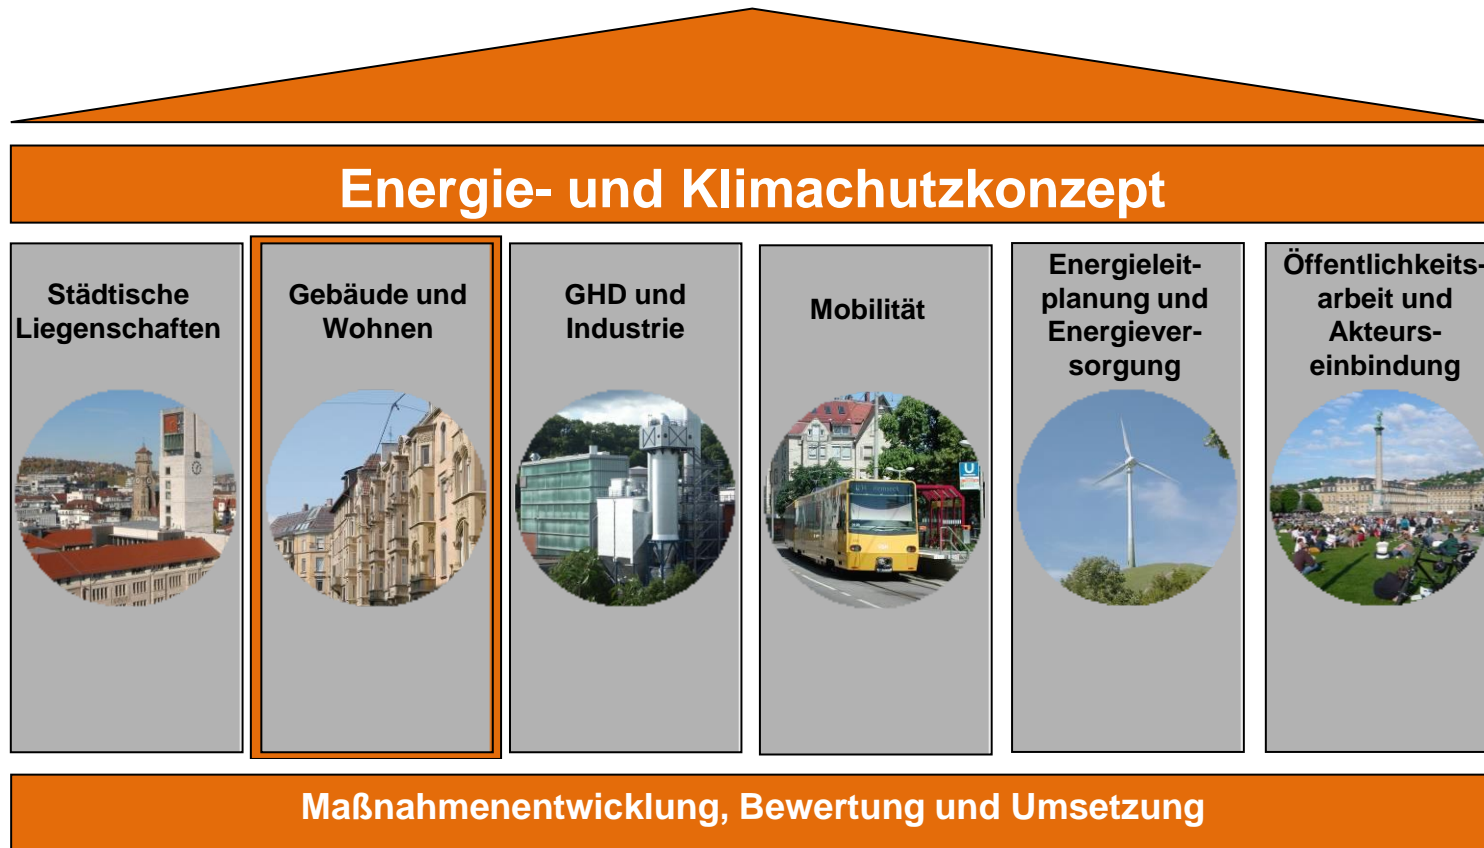 Energie- und Klimachutzkonzept
Städtische
Liegenschaften
Gebäude und
Wohnen
GHD und
Industrie
Mobilität
Energieleit-
planung und
Energiever-
sorgung
Öffentlichkeits-
arbeit und
Akteurs-
einbindung
U
Maßnahmenentwicklung, Bewertung und Umsetzung